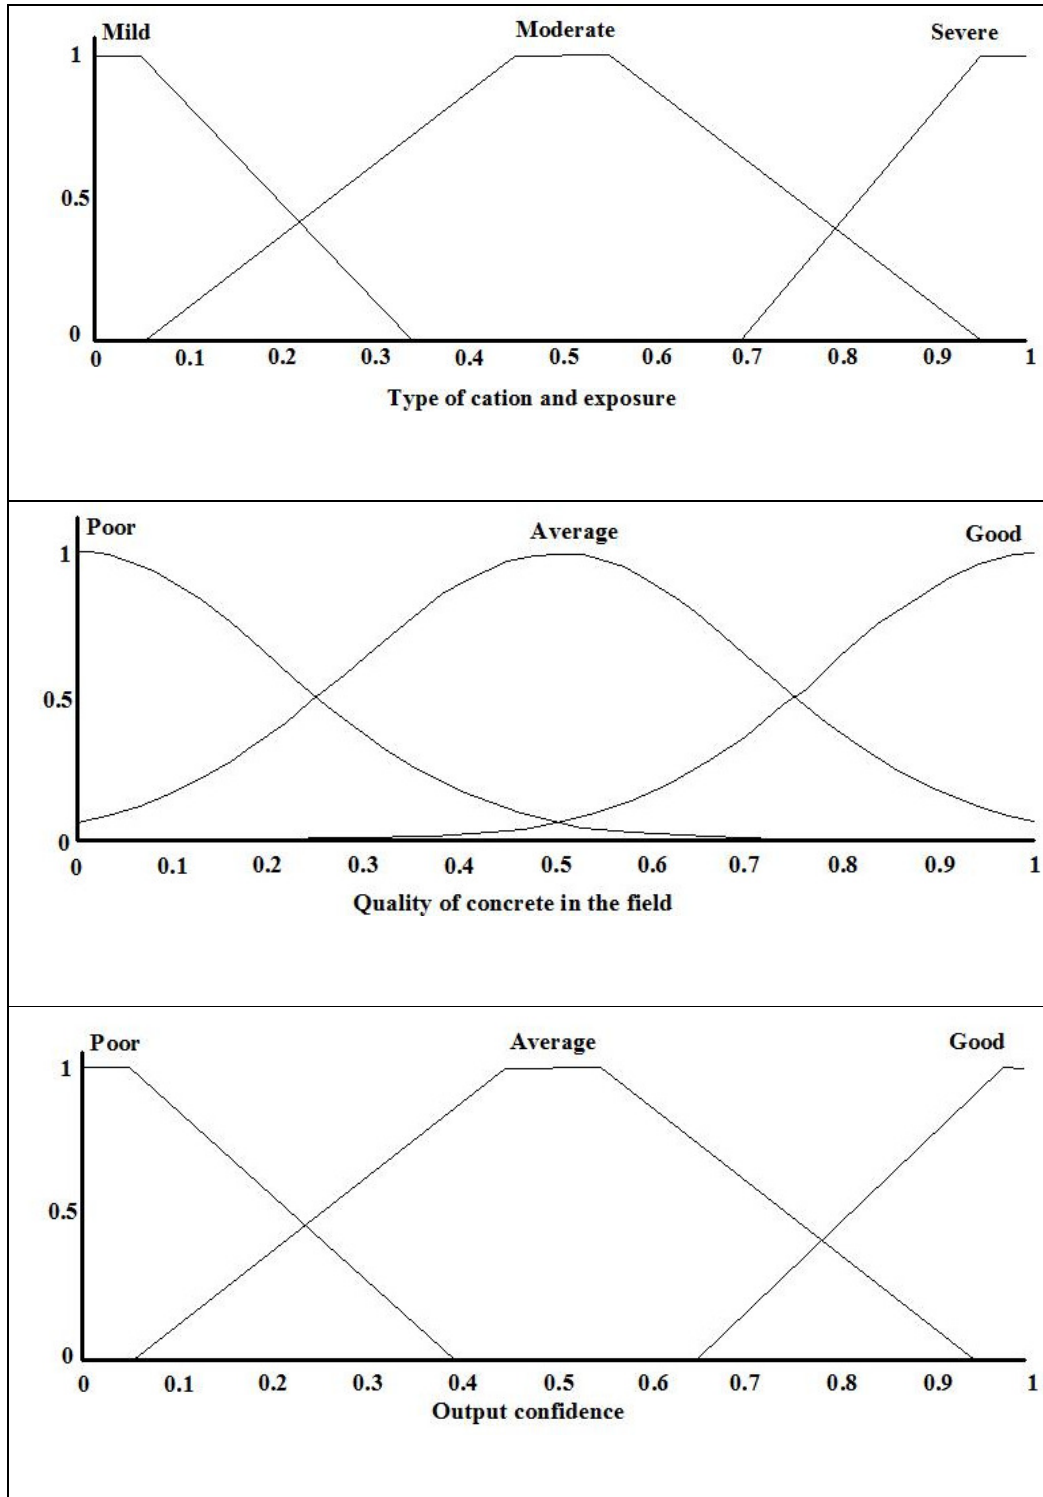 Mild Moderate Severe
1
0.5
0
0 0.1 0.2 0.3 0.4 0.5 0.6 0.7 0.8 0.9 1
Type of cation and exposure
Poor Average Good
1
0.5
0
0 0.1 0.2 0.3 0.4 0.5 0.6 0.7 0.8 0.9 1
Quality of concrete in the field
Poor Average Good
1
0.5
0
0 0.1 0.2 0.3 0.4 0.5 0.6 0.7 0.8 0.9 1
Output confidence